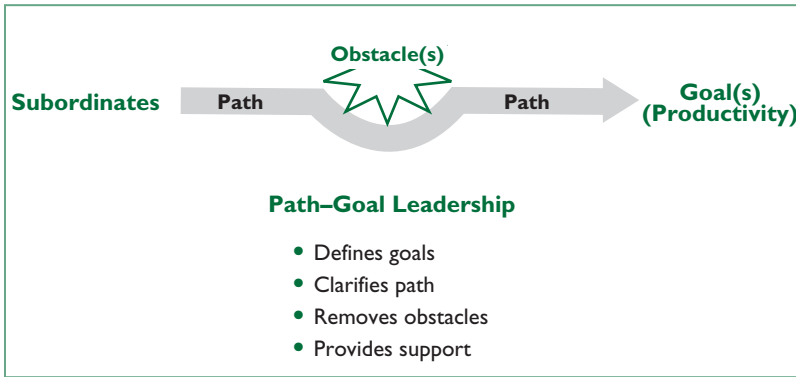 Obstacle(s)
Subordinates
Path
Path
Goal(s)
(Productivity)
Path–Goal Leadership
• Defines goals
• Clarifies path
• Removes obstacles
• Provides support